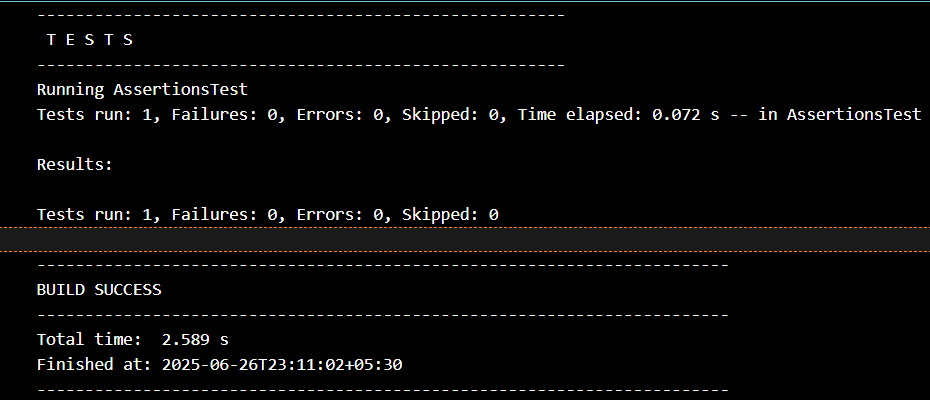 -------------------------------------------------------
T E S T S
-------------------------------------------------------
Running AssertionsTest
Tests run: 1, Failures: 0, Errors: 0, Skipped: 0, Time elapsed: 0.072 s -- in AssertionsTest
Results:
Tests run: 1, Failures: 0, Errors: 0, Skipped: 0
------------------------------------------------------------------------
BUILD SUCCESS
------------------------------------------------------------------------
Total time:  2.589 s
Finished at: 2025-06-26T23:11:02+05:30
------------------------------------------------------------------------